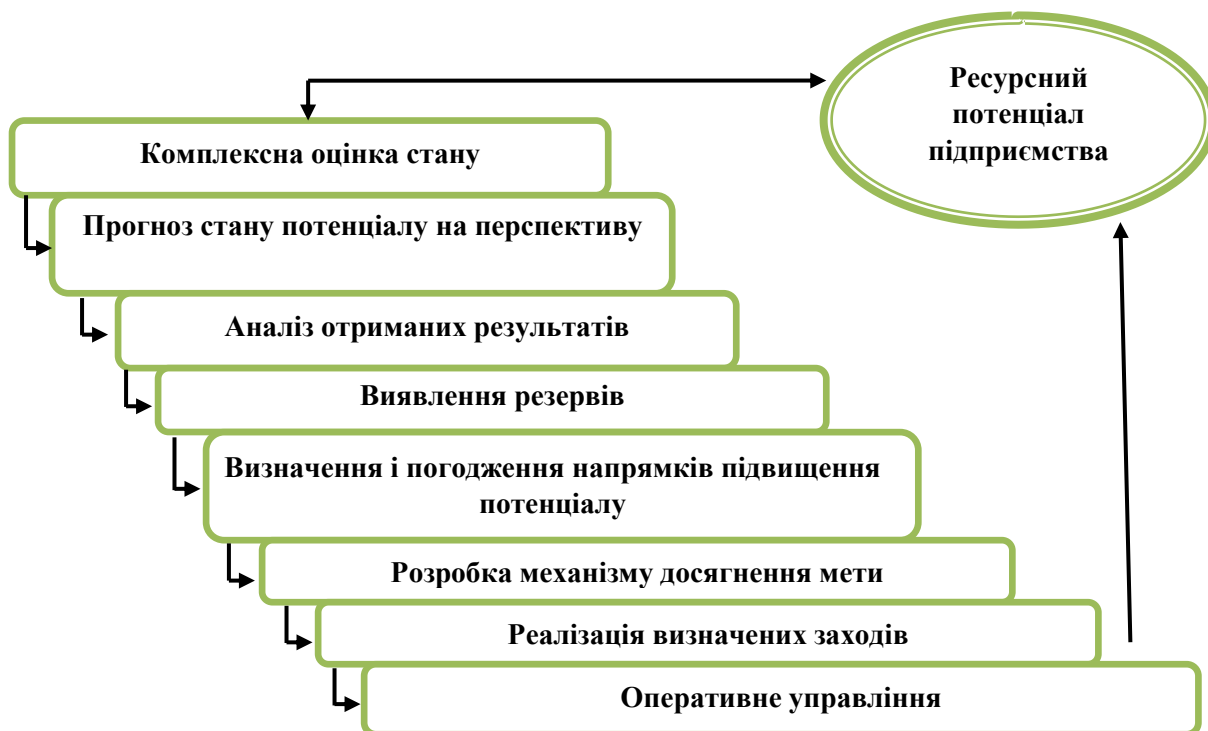 Ресурсний
потенціал
підприємства
Комплексна оцінка стану
Прогноз стану потенціалу на перспективу
Аналіз отриманих результатів
Виявлення резервів
Визначення і погодження напрямків підвищення
потенціалу
Розробка механізму досягнення мети
Реалізація визначених заходів
Оперативне управління